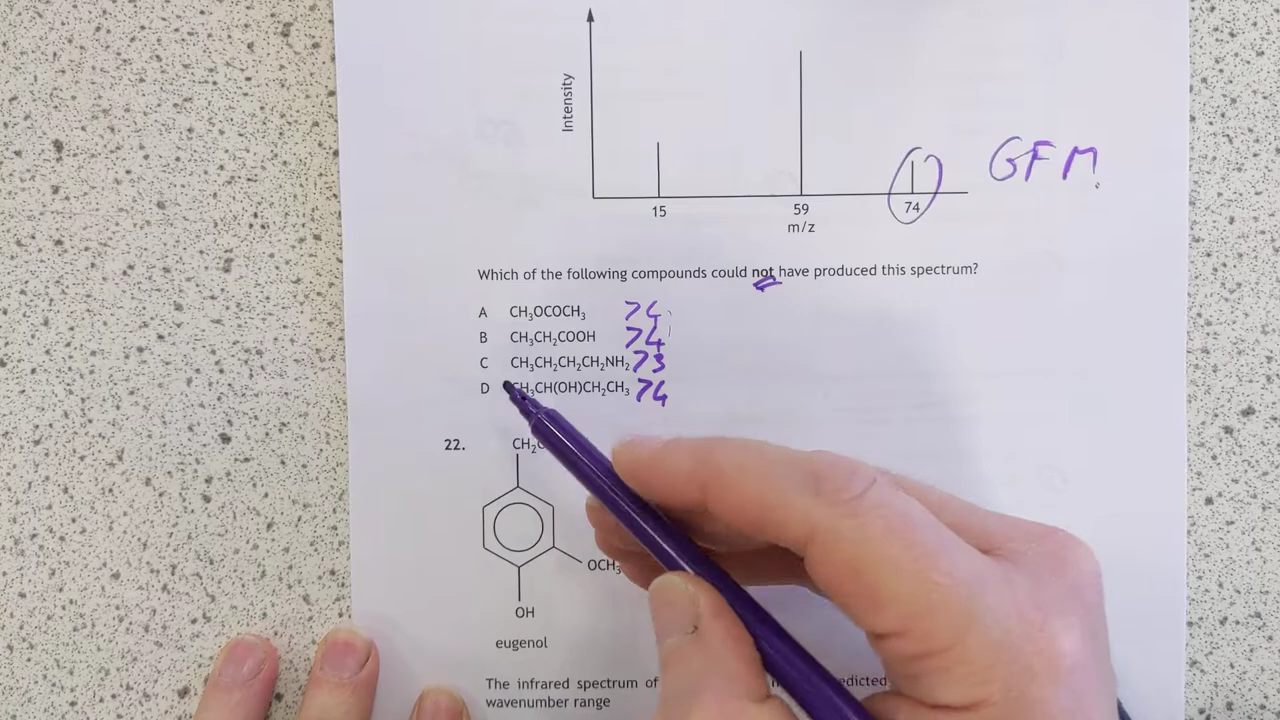 Intensity
GFM.
15
59
74
m/z
Which of the following compounds could not have produced this spectrum?
A CH₃OCOCH₃ 74
B CH₃CH₂COOH 74
C CH₃CH₂CH₂CH₂NH₂ 73
D CH₃CH(OH)CH₂CH₃ 74
22. CH₂
OCH₃
OH
eugenol
The infrared spectrum of
wavenumber range